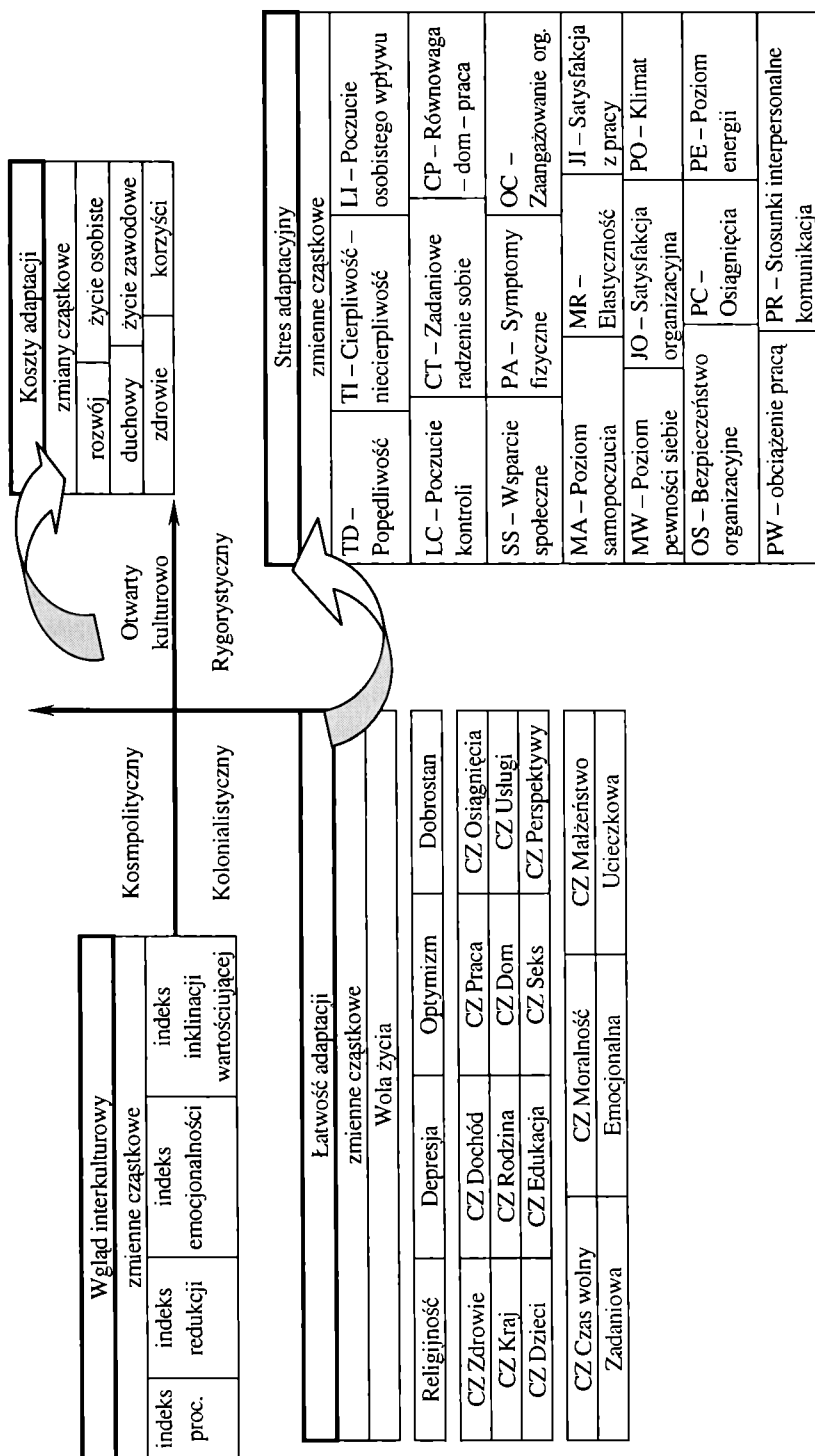 Wgląd interkulturowy
zmienne cząstkowe
indeks
proc.
indeks
redukcji
indeks
emocjonalności
indeks
inklinacji
wartościującej
Kosmpolityczny
Otwarty
kulturowo
Kolonialistyczny
Rygorystyczny
Koszty adaptacji
zmiany cząstkowe
rozwój
życie osobiste
duchowy
życie zawodowe
zdrowie
korzyści
Łatwość adaptacji
zmienne cząstkowe
Wola życia
Religijność
Depresja
Optymizm
Dobrostan
CZ Zdrowie
CZ Dochód
CZ Praca
CZ Osiągnięcia
CZ Kraj
CZ Rodzina
CZ Dom
CZ Usługi
CZ Dzieci
CZ Edukacja
CZ Seks
CZ Perspektywy
CZ Czas wolny
CZ Moralność
CZ Małżeństwo
Zadaniowa
Emocjonalna
Ucieczkowa
Stres adaptacyjny
zmienne cząstkowe
TD –
Popędliwość
TI – Cierpliwość –
niecierpliwość
LI – Poczucie
osobistego wpływu
LC – Poczucie
kontroli
CT – Zadaniowe
radzenie sobie
CP – Równowaga
– dom – praca
SS – Wsparcie
społeczne
PA – Symptomy
fizyczne
OC –
Zaangażowanie org.
MA – Poziom
samopoczucia
MR –
Elastyczność
JI – Satysfakcja
z pracy
MW – Poziom
pewności siebie
JO – Satysfakcja
organizacyjna
PO – Klimat
OS – Bezpieczeństwo
organizacyjne
PC –
Osiągnięcia
PE – Poziom
energii
PW – obciążenie pracą
PR – Stosunki interpersonalne
komunikacja